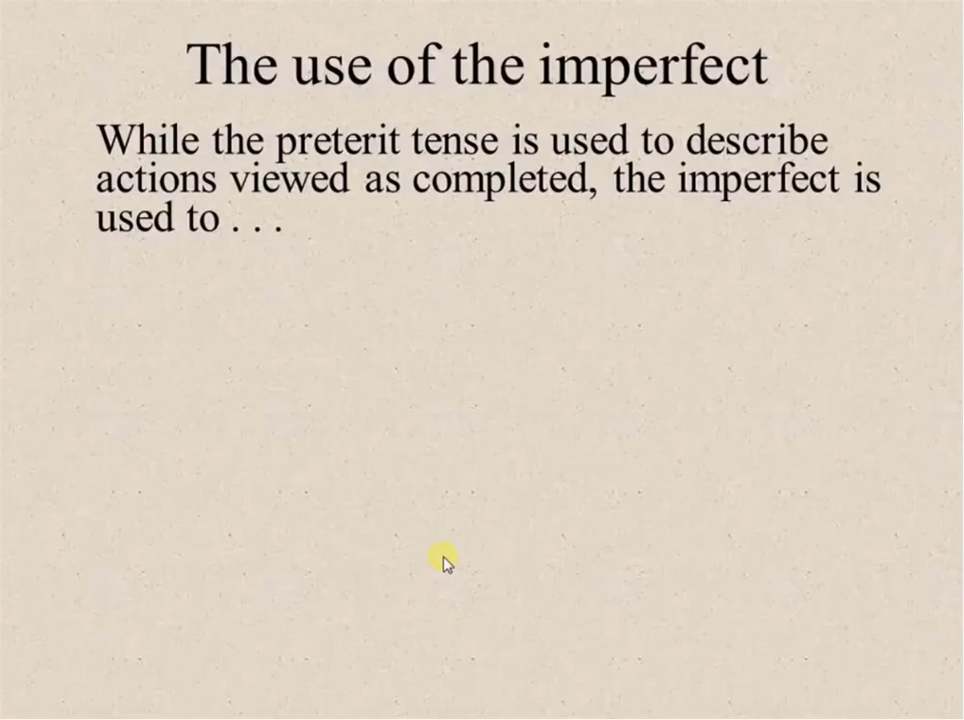 The use of the imperfect
While the preterit tense is used to describe
actions viewed as completed, the imperfect is
used to . . .